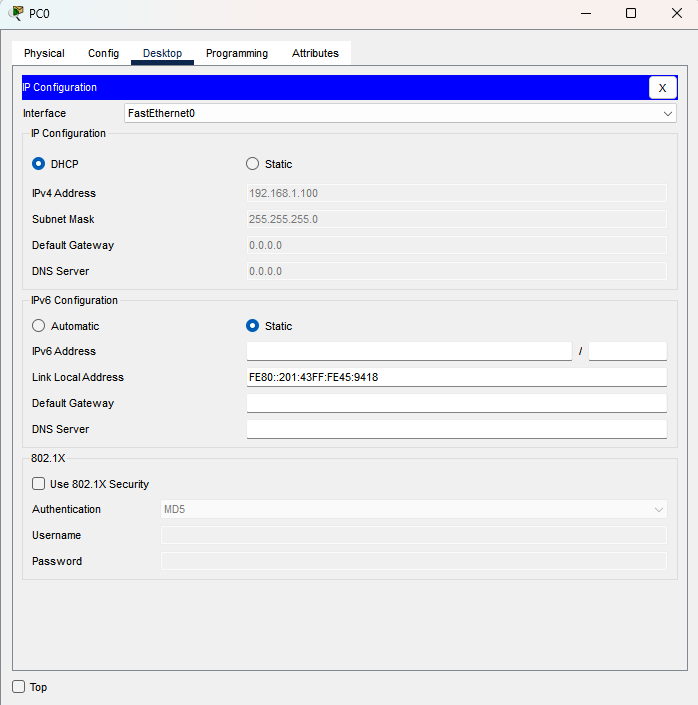 PC0
Physical Config Desktop Programming Attributes
IP Configuration X
Interface FastEthernet0
IP Configuration
DHCP Static
IPv4 Address 192.168.1.100
Subnet Mask 255.255.255.0
Default Gateway 0.0.0.0
DNS Server 0.0.0.0
IPv6 Configuration
Automatic Static
IPv6 Address /
Link Local Address FE80::201:43FF:FE45:9418
Default Gateway
DNS Server
802.1X
Use 802.1X Security
Authentication MD5
Username
Password
Top